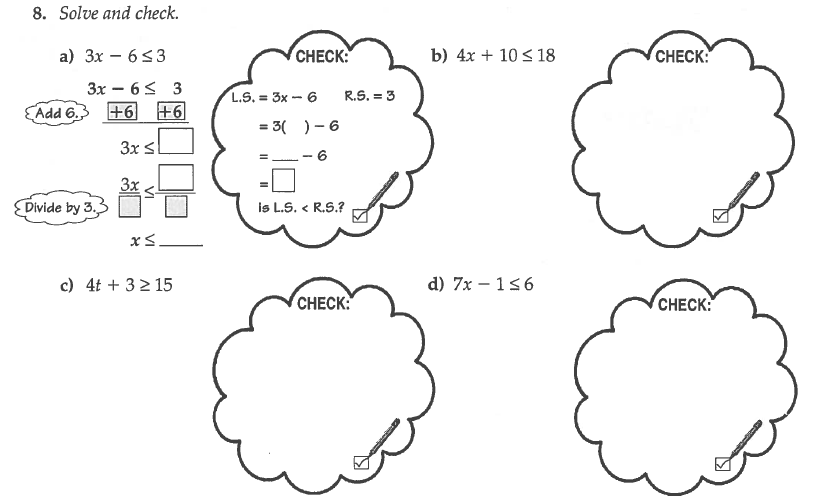 8. Solve and check.
a) 3x − 6 ≤ 3
3x − 6 ≤ 3
Add 6. +6 +6
3x ≤
3x ≤
Divide by 3.
x ≤ ____
CHECK:
L.S. = 3x − 6 R.S. = 3
= 3( ) − 6
= ___ − 6
=
is L.S. < R.S.?
b) 4x + 10 ≤ 18
CHECK:
c) 4t + 3 ≥ 15
CHECK:
d) 7x − 1 ≤ 6
CHECK: